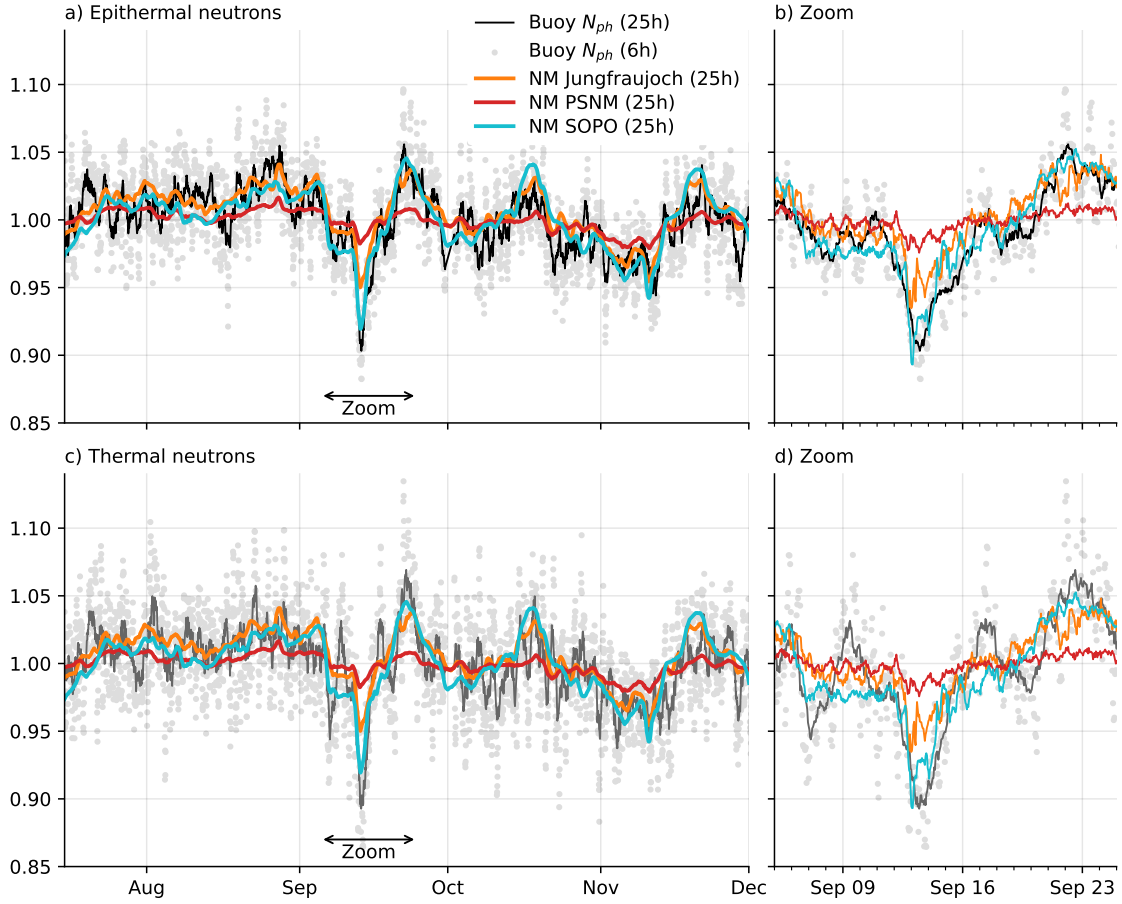 a) Epithermal neutrons
b) Zoom
Buoy Nph (25h)
Buoy Nph (6h)
NM Jungfraujoch (25h)
NM PSNM (25h)
NM SOPO (25h)
1.10
1.05
1.00
0.95
0.90
0.85
Zoom
c) Thermal neutrons
d) Zoom
1.10
1.05
1.00
0.95
0.90
0.85
Zoom
Aug Sep Oct Nov Dec
Sep 09 Sep 16 Sep 23